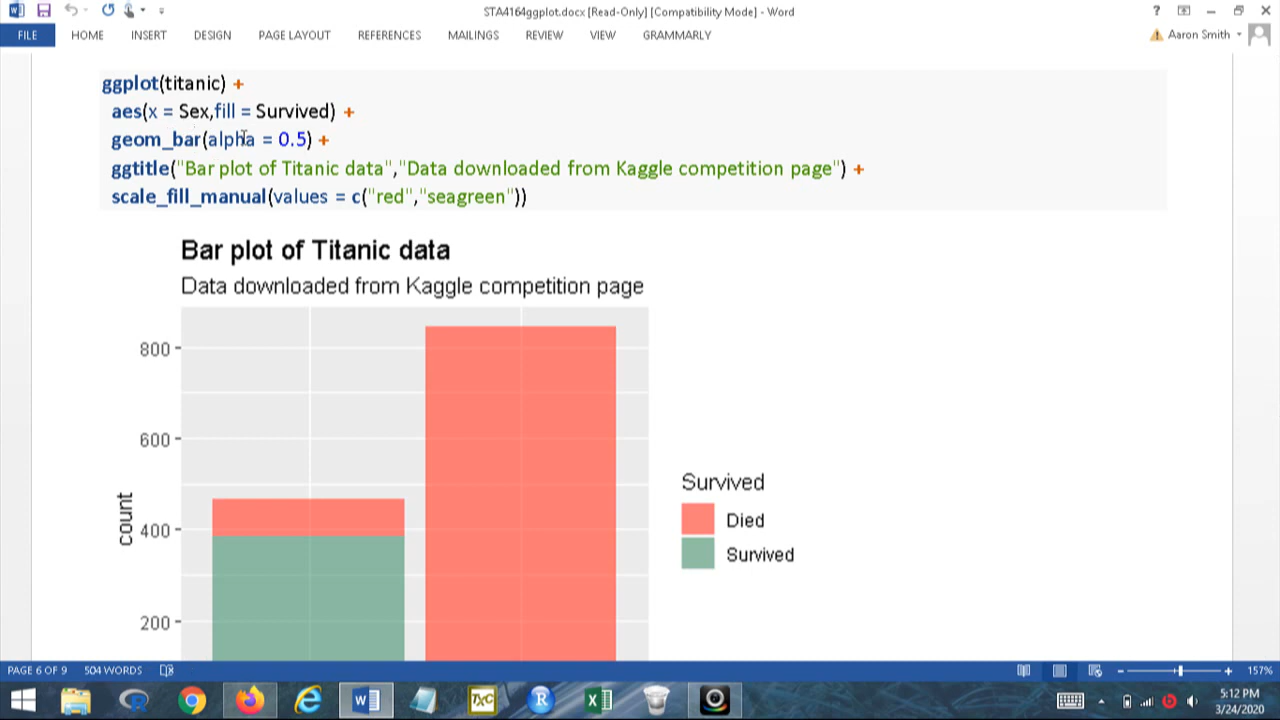 STA4164ggplot.docx [Read-Only] [Compatibility Mode] - Word
FILE HOME INSERT DESIGN PAGE LAYOUT REFERENCES MAILINGS REVIEW VIEW GRAMMARLY Aaron Smith
ggplot(titanic) +
aes(x = Sex,fill = Survived) +
geom_bar(alpha = 0.5) +
ggtitle("Bar plot of Titanic data","Data downloaded from Kaggle competition page") +
scale_fill_manual(values = c("red","seagreen"))
Bar plot of Titanic data
Data downloaded from Kaggle competition page
800
600
400
200
count
Survived
Died
Survived
PAGE 6 OF 9 504 WORDS 157%
TXC
5:12 PM
3/24/2020